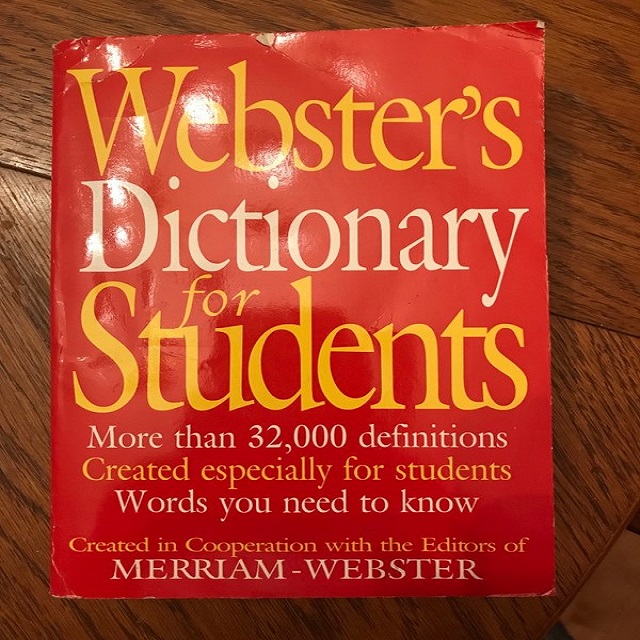 Webster's
Dictionary
for
Students
More than 32,000 definitions
Created especially for students
Words you need to know
Created in Cooperation with the Editors of
MERRIAM-WEBSTER